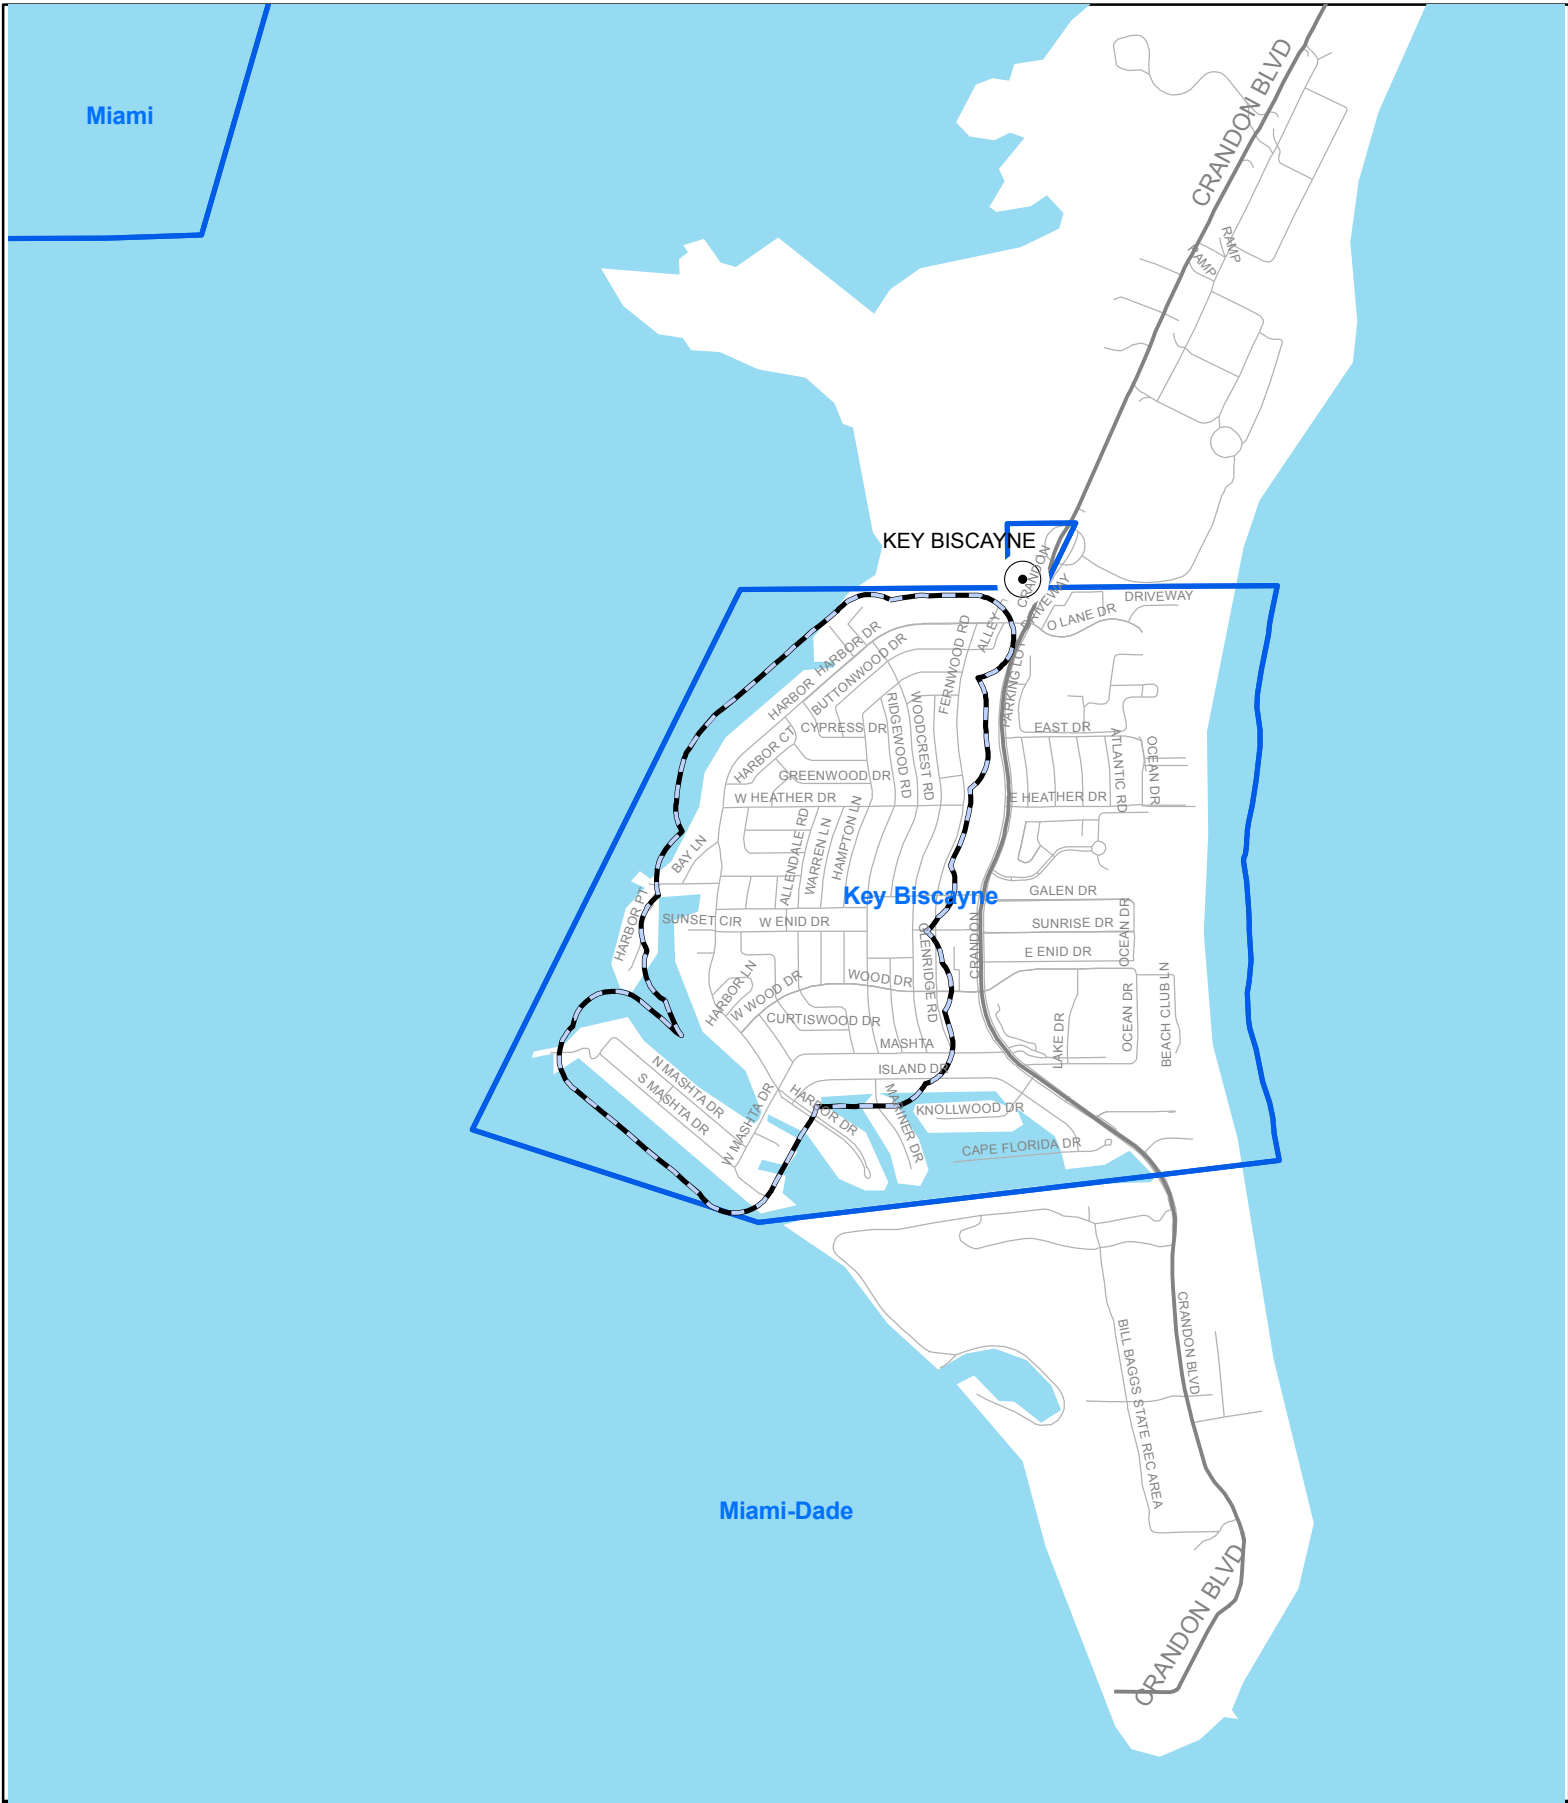 Miami
CRANDON BLVD
RAMP
RAMP
KEY BISCAYNE
CRANDON
DRIVEWAY
DRIVEWAY
O LANE DR
ALLEY
PARKING LOT
FERNWOOD RD
HARBOR DR
HARBOR
BUTTONWOOD DR
CYPRESS DR
RIDGEWOOD RD
WOODCREST RD
EAST DR
ATLANTIC RD
OCEAN DR
HARBOR CT
GREENWOOD DR
W HEATHER DR
E HEATHER DR
ALLENDALE RD
WARREN LN
HAMPTON LN
BAY LN
Key Biscayne
GALEN DR
HARBOR PT
SUNSET CIR
W ENID DR
GLENRIDGE RD
CRANDON
SUNRISE DR
OCEAN DR
E ENID DR
HARBOR LN
W WOOD DR
WOOD DR
CURTISWOOD DR
MASHTA
LAKE DR
OCEAN DR
BEACH CLUB LN
ISLAND DR
N MASHTA DR
S MASHTA DR
W MASHTA DR
HARBOR DR
MARINER DR
KNOLLWOOD DR
CAPE FLORIDA DR
CRANDON BLVD
BILL BAGGS STATE REC AREA
Miami-Dade
CRANDON BLVD